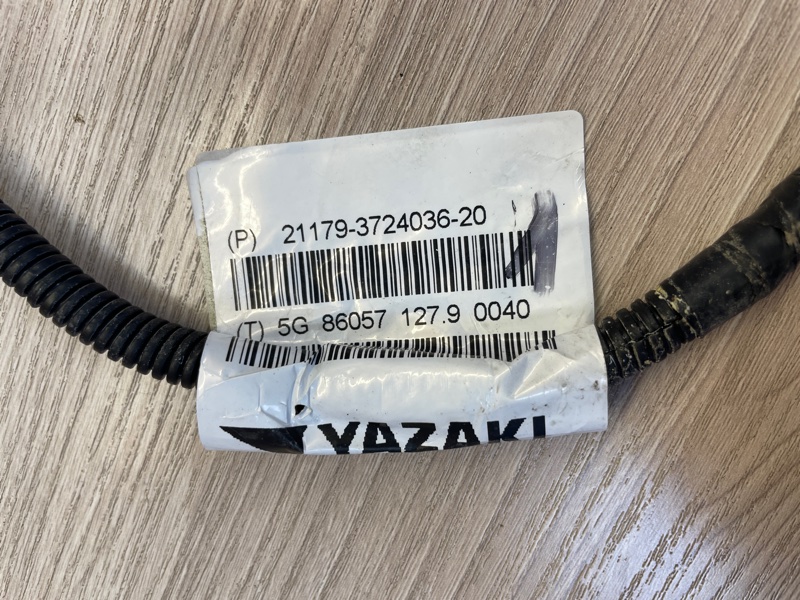 (P) 21179-3724036-20
(T) 5G 86057 127.9 0040
YAZAKI